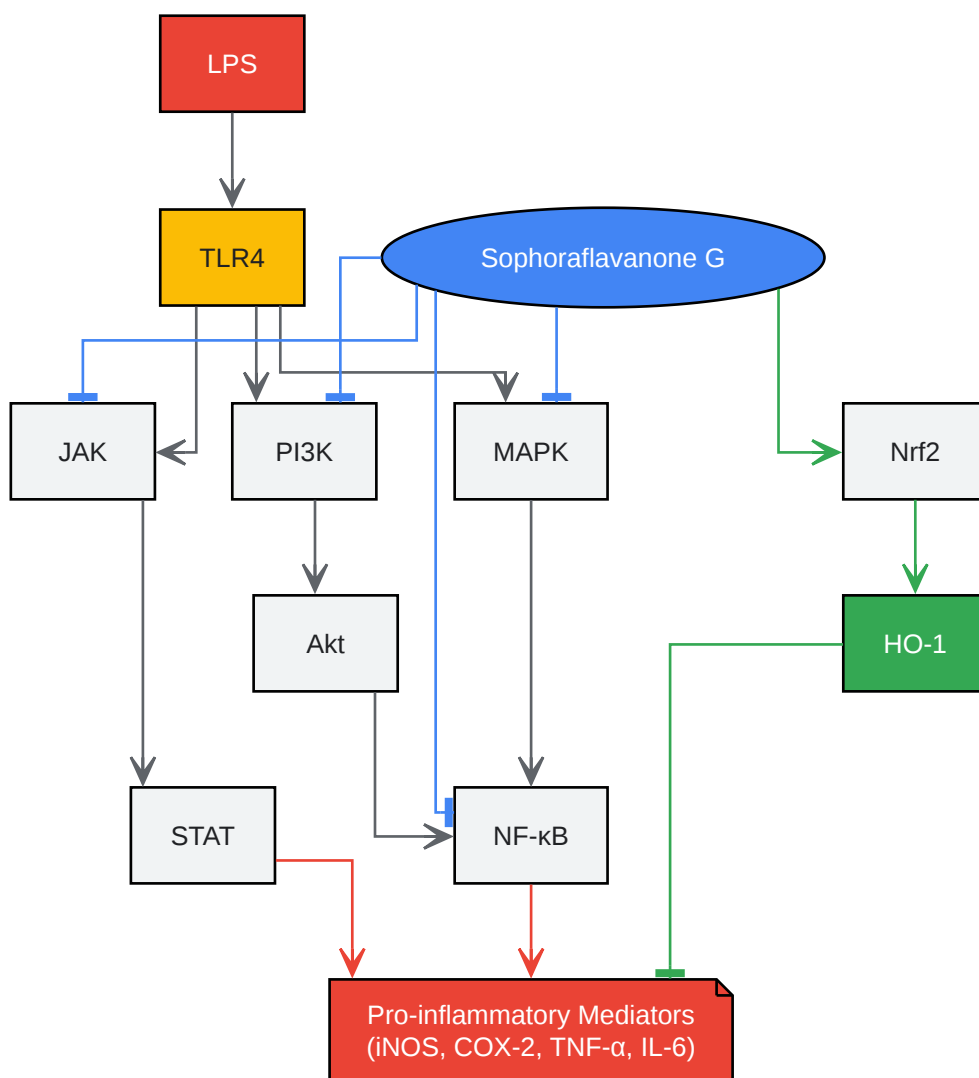 LPS
TLR4
Sophoraflavanone G
JAK
PI3K
MAPK
Nrf2
Akt
HO-1
STAT
NF-κB
Pro-inflammatory Mediators
(iNOS, COX-2, TNF-α, IL-6)